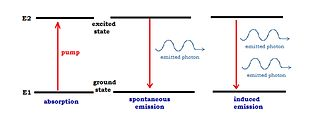 E2
excited
state
pump
emitted photon
emitted photon
emitted photon
E1
ground
state
absorption
spontaneous
emission
induced
emission